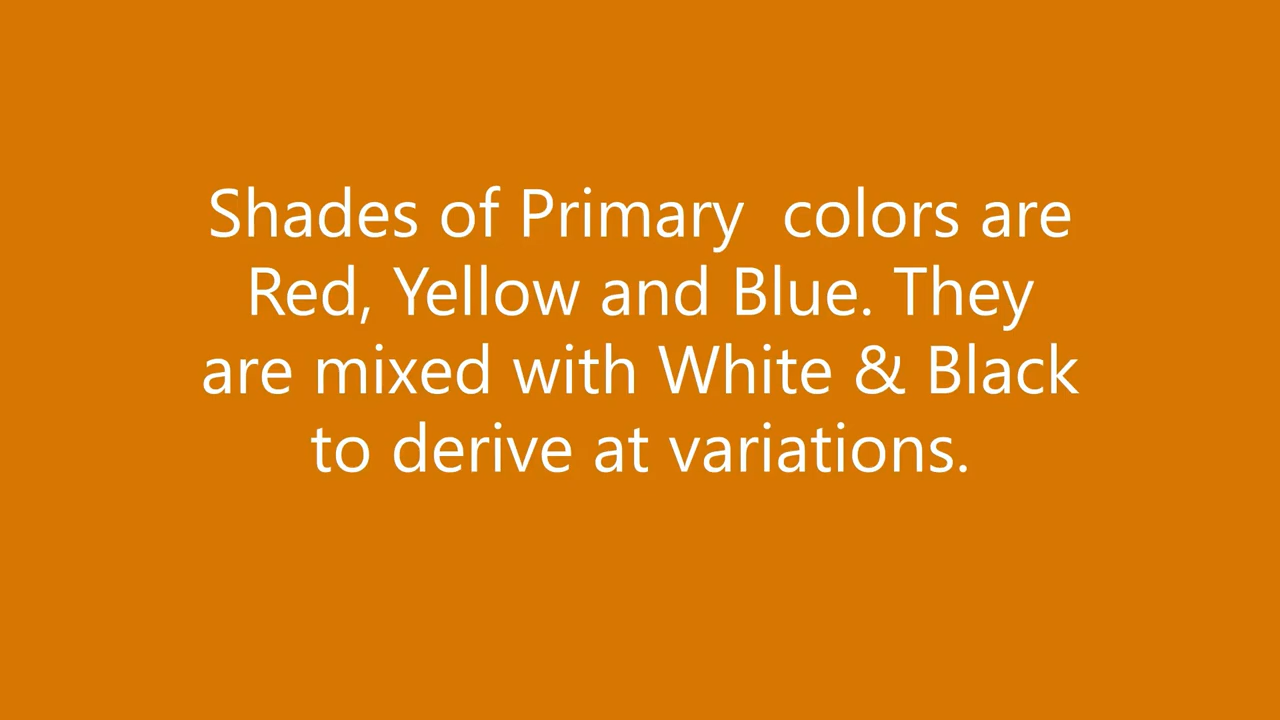 Shades of Primary  colors are
Red, Yellow and Blue. They
are mixed with White & Black
to derive at variations.